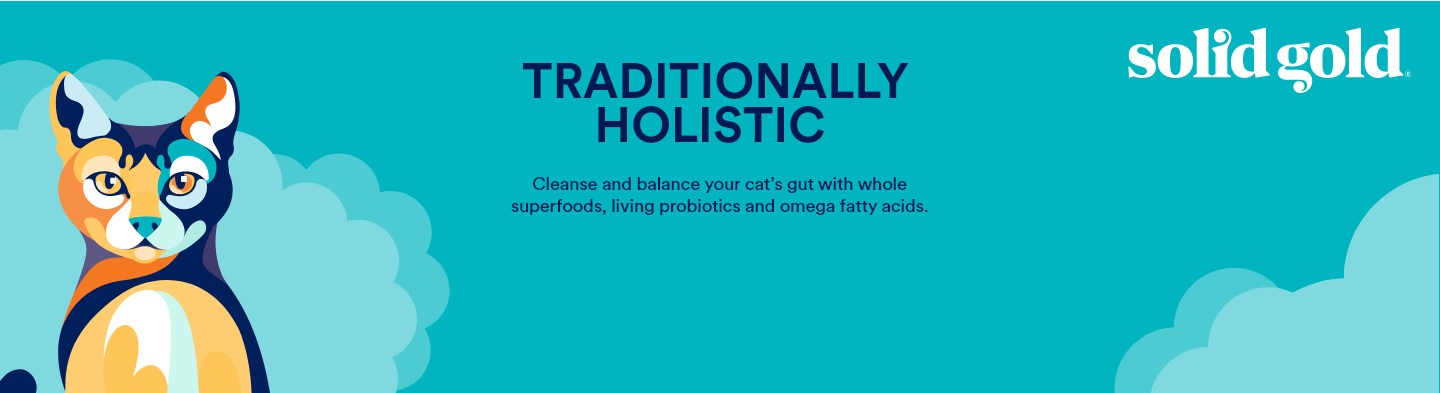 TRADITIONALLY
HOLISTIC
Cleanse and balance your cat’s gut with whole
superfoods, living probiotics and omega fatty acids.
solid gold®